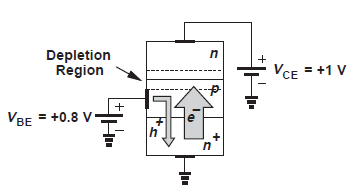 n
Depletion
Region
+
V_CE = +1 V
p
V_BE = +0.8 V
+
e⁻
h⁺
n⁺